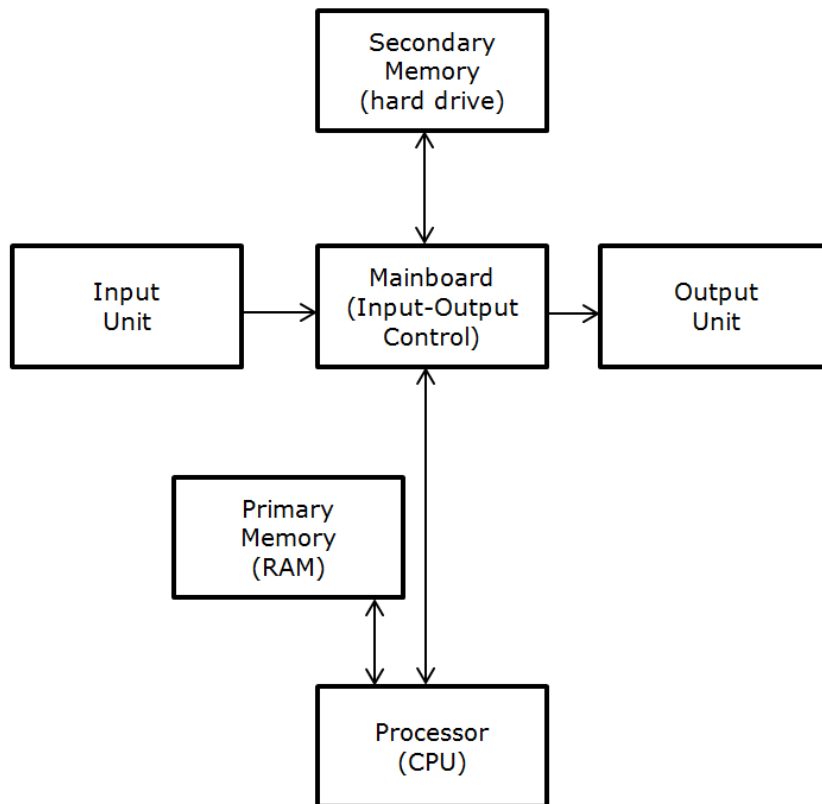 Secondary
Memory
(hard drive)
Input
Unit
Mainboard
(Input-Output
Control)
Output
Unit
Primary
Memory
(RAM)
Processor
(CPU)